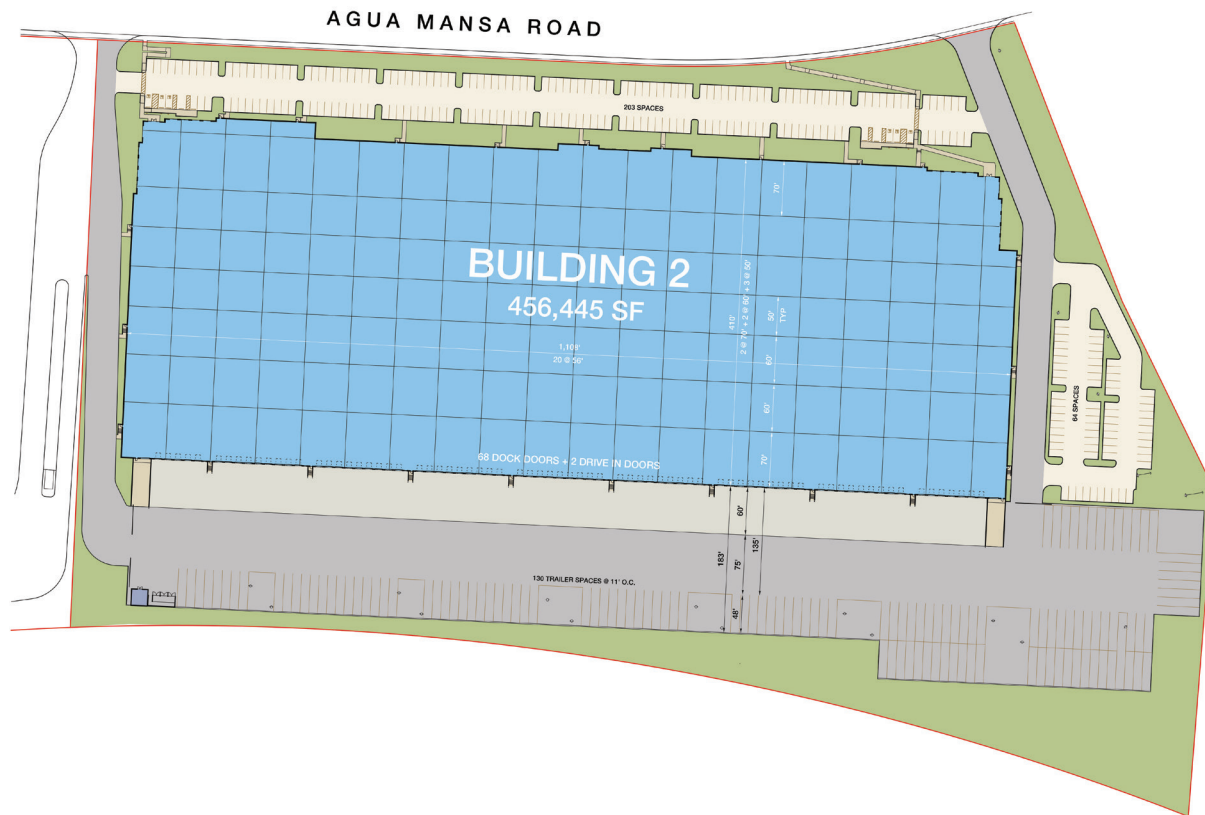 AGUA MANSA ROAD
203 SPACES
70'
BUILDING 2
456,445 SF
410'
2 @ 70' + 2 @ 60' + 3 @ 50'
50'
TYP
1,109'
20 @ 56'
60'
64 SPACES
60'
70'
68 DOCK DOORS + 2 DRIVE IN DOORS
60'
183'
75'
135'
130 TRAILER SPACES @ 11' O.C.
48'